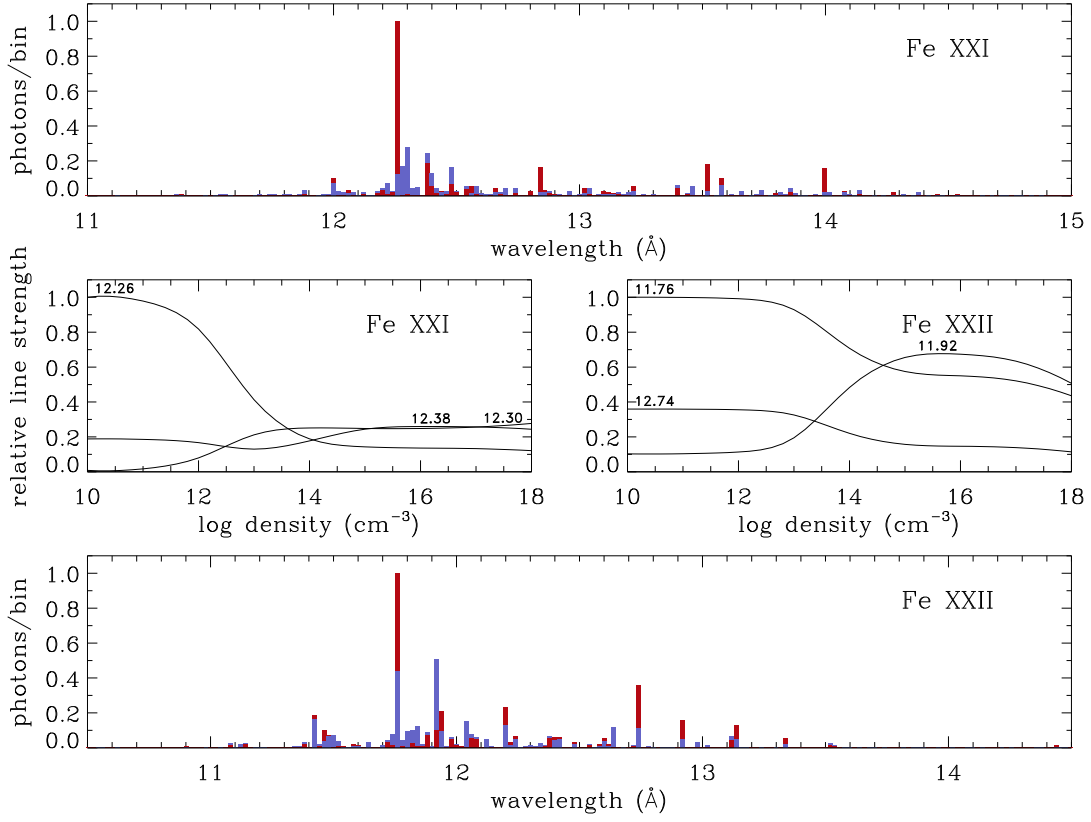 photons/bin
1.0
0.8
0.6
0.4
0.2
0.0
Fe XXI
11 12 13 14 15
wavelength (Å)
relative line strength
1.0
0.8
0.6
0.4
0.2
0.0
12.26
Fe XXI
12.38 12.30
10 12 14 16 18
log density (cm⁻³)
1.0
0.8
0.6
0.4
0.2
0.0
11.76
Fe XXII
11.92
12.74
10 12 14 16 18
log density (cm⁻³)
photons/bin
1.0
0.8
0.6
0.4
0.2
0.0
Fe XXII
11 12 13 14
wavelength (Å)